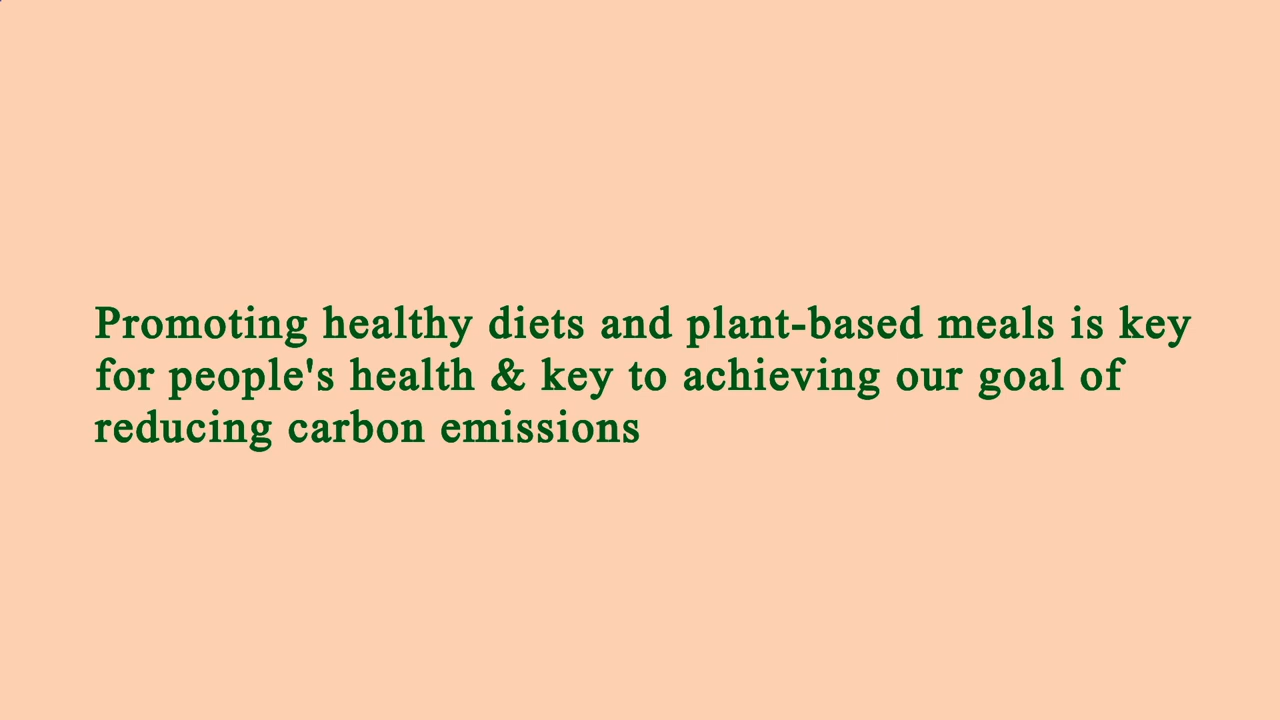 Promoting healthy diets and plant-based meals is key
for people's health & key to achieving our goal of
reducing carbon emissions